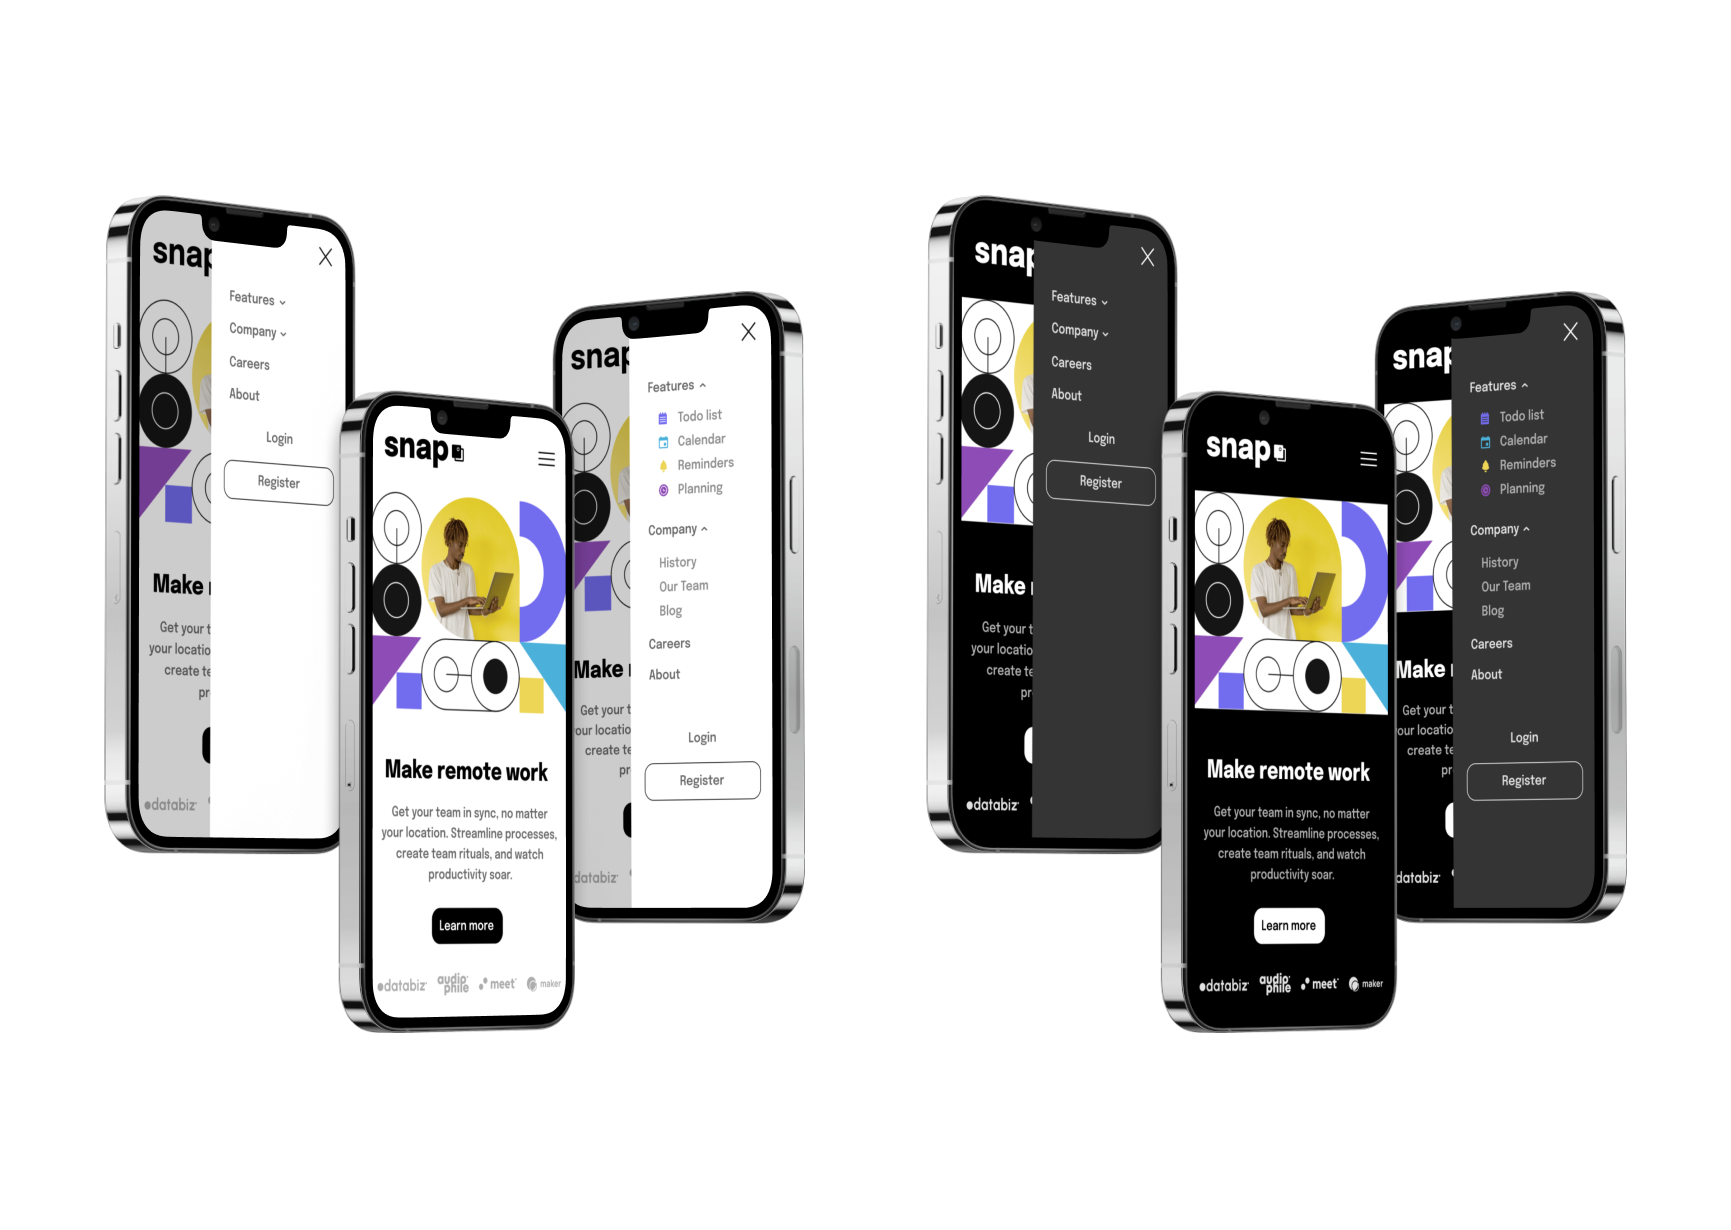 snap
Features
Company
Careers
About
Login
Register
Make
Get your
your locatio
create te
pr
databiz
snap
Make remote work
Get your team in sync, no matter
your location. Streamline processes,
create team rituals, and watch
productivity soar.
Learn more
databiz audiophile meet maker
snap
Features
Todo list
Calendar
Reminders
Planning
Company
History
Our Team
Blog
Careers
About
Login
Register
Make
Get your
our locatio
create te
pr
databiz
snap
Features
Company
Careers
About
Login
Register
Make
Get your
your locatio
create te
pr
databiz
snap
Make remote work
Get your team in sync, no matter
your location. Streamline processes,
create team rituals, and watch
productivity soar.
Learn more
databiz audiophile meet maker
snap
Features
Todo list
Calendar
Reminders
Planning
Company
History
Our Team
Blog
Careers
About
Login
Register
Make
Get your
our locatio
create te
pr
databiz